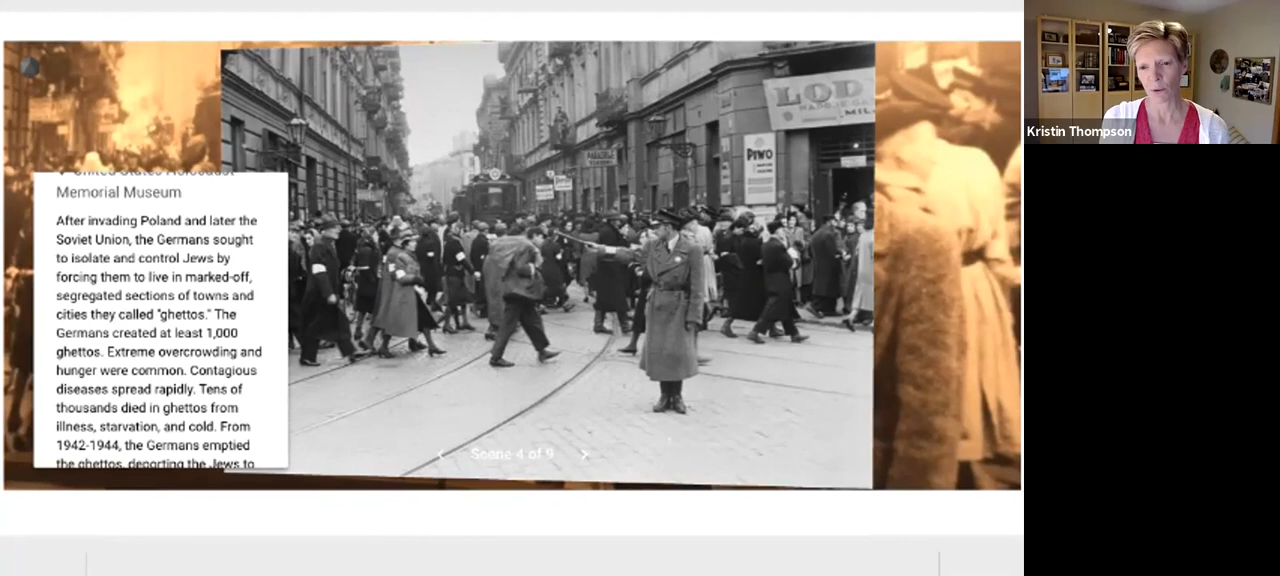 United States Holocaust
Memorial Museum
After invading Poland and later the
Soviet Union, the Germans sought
to isolate and control Jews by
forcing them to live in marked-off,
segregated sections of towns and
cities they called "ghettos." The
Germans created at least 1,000
ghettos. Extreme overcrowding and
hunger were common. Contagious
diseases spread rapidly. Tens of
thousands died in ghettos from
illness, starvation, and cold. From
1942-1944, the Germans emptied
the ghettos, deporting the Jews to
LOD
PIWO
Scene 4 of 9
Kristin Thompson